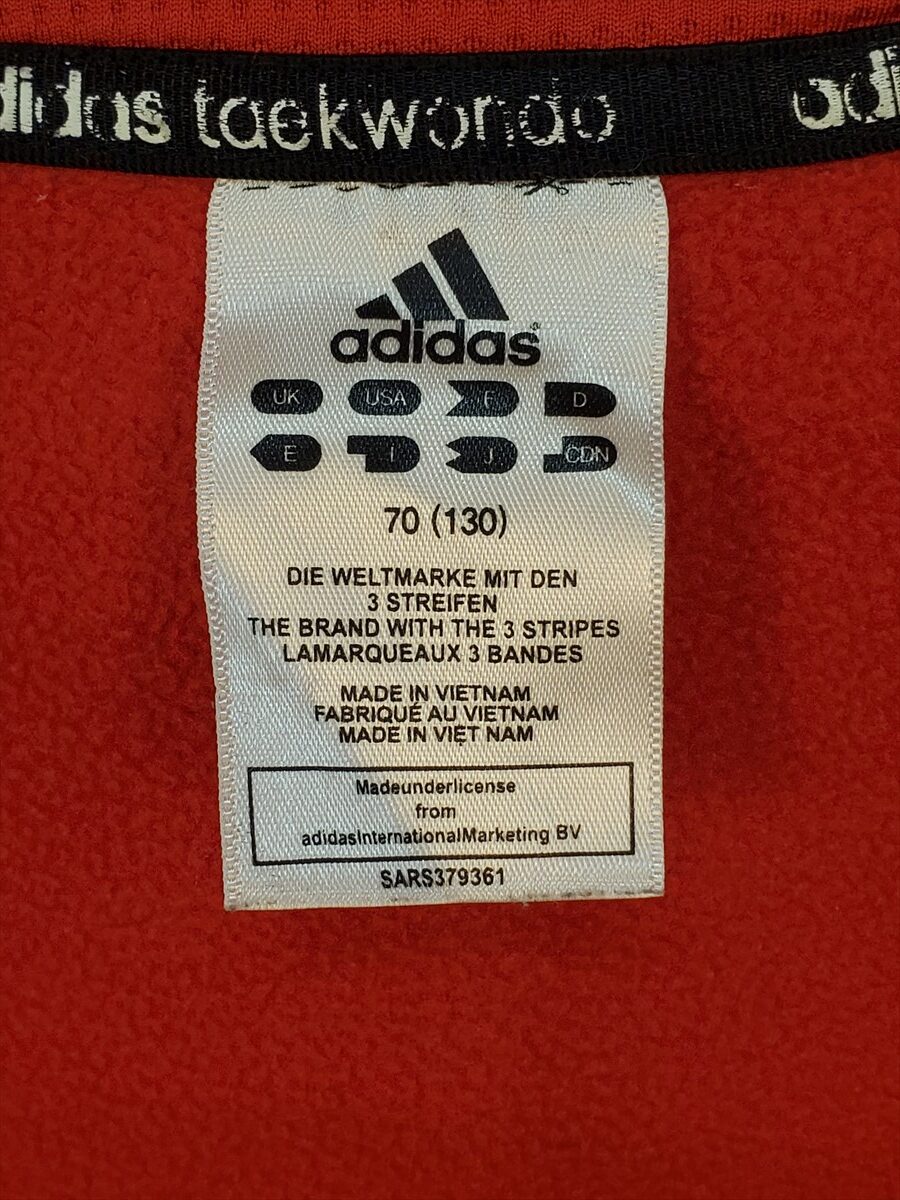 adidas taekwondo adi
adidas
UK USA F D
E I J CDN
70 (130)
DIE WELTMARKE MIT DEN
3 STREIFEN
THE BRAND WITH THE 3 STRIPES
LAMARQUEAUX 3 BANDES
MADE IN VIETNAM
FABRIQUÉ AU VIETNAM
MADE IN VIỆT NAM
Madeunderlicense
from
adidasInternationalMarketing BV
SARS379361